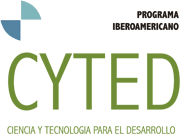 PROGRAMA
IBEROAMERICANO
CYTED
CIENCIA Y TECNOLOGIA PARA EL DESARROLLO